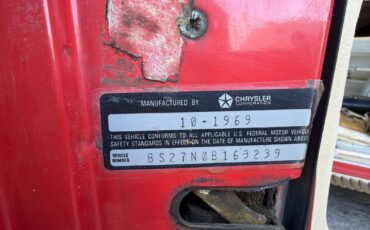 MANUFACTURED BY CHRYSLER
CORPORATION
10-1969
THIS VEHICLE CONFORMS TO ALL APPLICABLE U.S. FEDERAL MOTOR VEHICLE
SAFETY STANDARDS IN EFFECT ON THE DATE OF MANUFACTURE SHOWN ABOVE
VEHICLE
NUMBER
BS27N0B169239